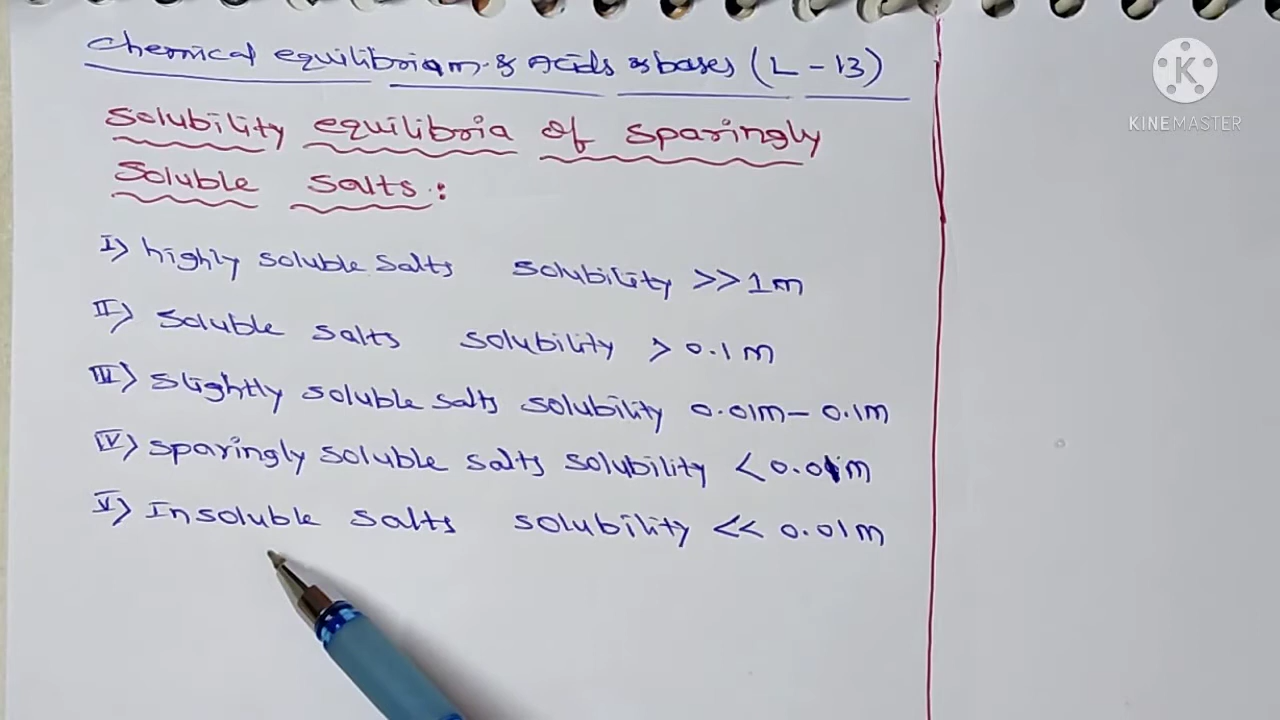 Chemical equilibriam & Acids & bases (L-13)
Solubility equilibria of sparingly
Soluble salts:
I) highly soluble salts solubility >> 1m
II) Soluble salts solubility > 0.1m
III) Slightly soluble salts solubility 0.01m - 0.1m
IV) Sparingly soluble salts solubility < 0.01m
V) Insoluble salts solubility << 0.01m
K
KINEMASTER